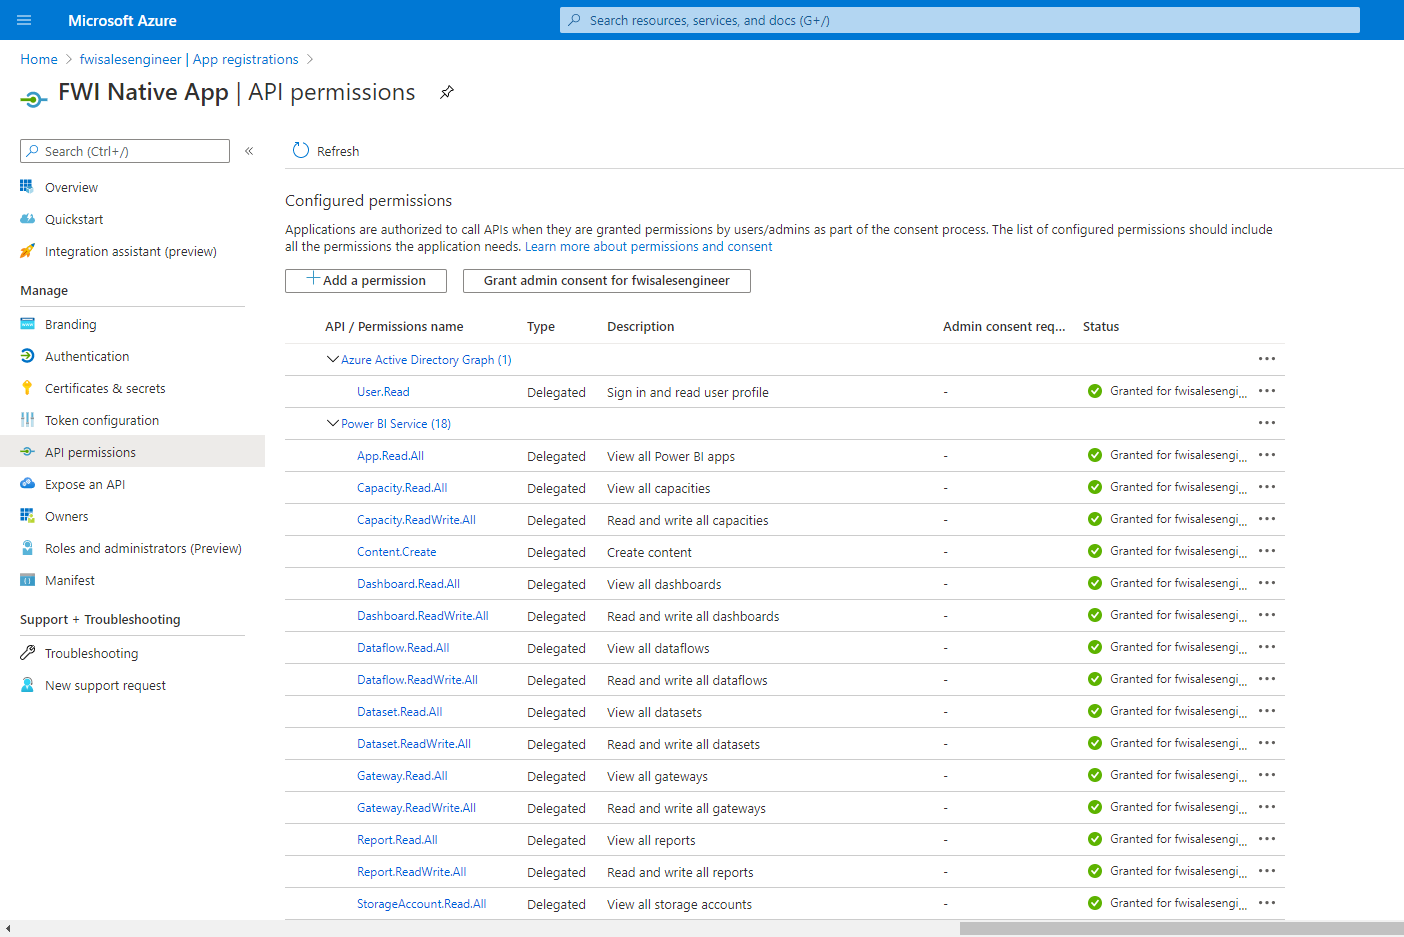 Microsoft Azure
Search resources, services, and docs (G+/)
Home > fwisalesengineer | App registrations >
FWI Native App | API permissions
Search (Ctrl+/)
«
Refresh
Overview
Quickstart
Integration assistant (preview)
Manage
Branding
Authentication
Certificates & secrets
Token configuration
API permissions
Expose an API
Owners
Roles and administrators (Preview)
Manifest
Support + Troubleshooting
Troubleshooting
New support request
Configured permissions
Applications are authorized to call APIs when they are granted permissions by users/admins as part of the consent process. The list of configured permissions should include
all the permissions the application needs. Learn more about permissions and consent
+ Add a permission Grant admin consent for fwisalesengineer
API / Permissions name Type Description Admin consent req... Status
Azure Active Directory Graph (1) •••
User.Read Delegated Sign in and read user profile - Granted for fwisalesengi... •••
Power BI Service (18) •••
App.Read.All Delegated View all Power BI apps - Granted for fwisalesengi... •••
Capacity.Read.All Delegated View all capacities - Granted for fwisalesengi... •••
Capacity.ReadWrite.All Delegated Read and write all capacities - Granted for fwisalesengi... •••
Content.Create Delegated Create content - Granted for fwisalesengi... •••
Dashboard.Read.All Delegated View all dashboards - Granted for fwisalesengi... •••
Dashboard.ReadWrite.All Delegated Read and write all dashboards - Granted for fwisalesengi... •••
Dataflow.Read.All Delegated View all dataflows - Granted for fwisalesengi... •••
Dataflow.ReadWrite.All Delegated Read and write all dataflows - Granted for fwisalesengi... •••
Dataset.Read.All Delegated View all datasets - Granted for fwisalesengi... •••
Dataset.ReadWrite.All Delegated Read and write all datasets - Granted for fwisalesengi... •••
Gateway.Read.All Delegated View all gateways - Granted for fwisalesengi... •••
Gateway.ReadWrite.All Delegated Read and write all gateways - Granted for fwisalesengi... •••
Report.Read.All Delegated View all reports - Granted for fwisalesengi... •••
Report.ReadWrite.All Delegated Read and write all reports - Granted for fwisalesengi... •••
StorageAccount.Read.All Delegated View all storage accounts - Granted for fwisalesengi... •••